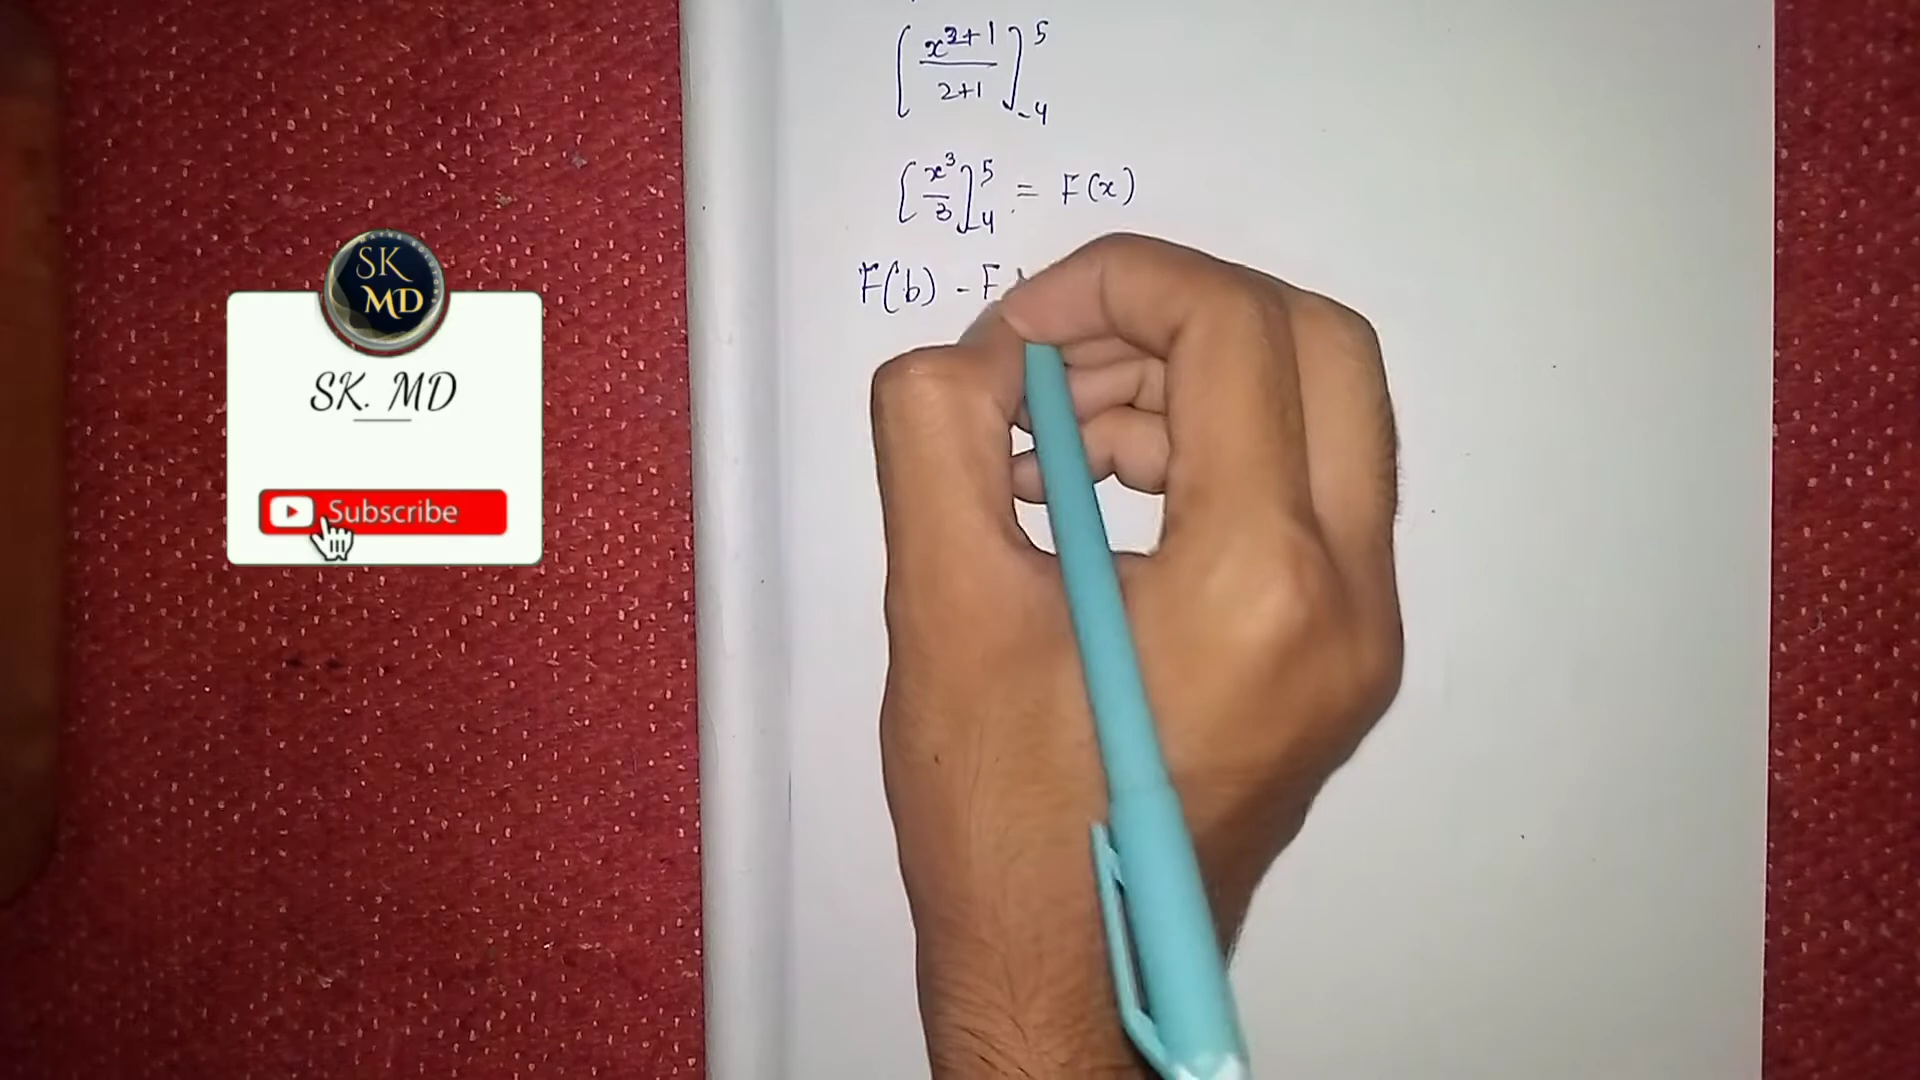 [x^2+1 / 2+1]^5_-4
[x^3 / 3]^5_-4 = F(x)
F(b) - F
SK
MD
SK. MD
Subscribe